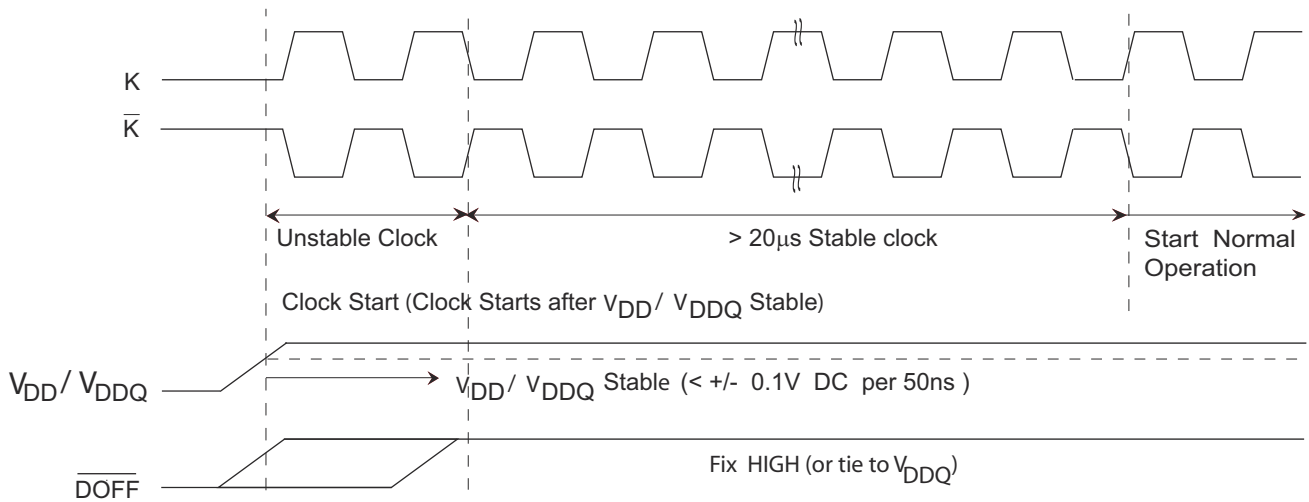 K
K̅
Unstable Clock
> 20μs Stable clock
Start Normal
Operation
Clock Start (Clock Starts after VDD / VDDQ Stable)
VDD / VDDQ
VDD / VDDQ Stable (< +/- 0.1V DC per 50ns )
Fix HIGH (or tie to VDDQ)
D̅O̅F̅F̅